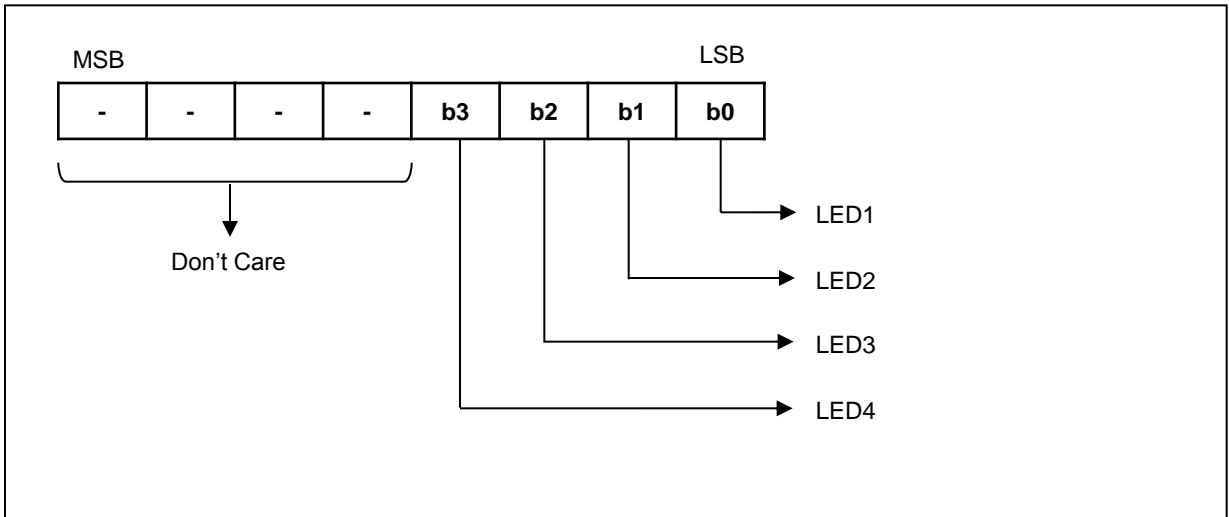 MSB LSB
- - - - b3 b2 b1 b0
LED1
Don’t Care
LED2
LED3
LED4